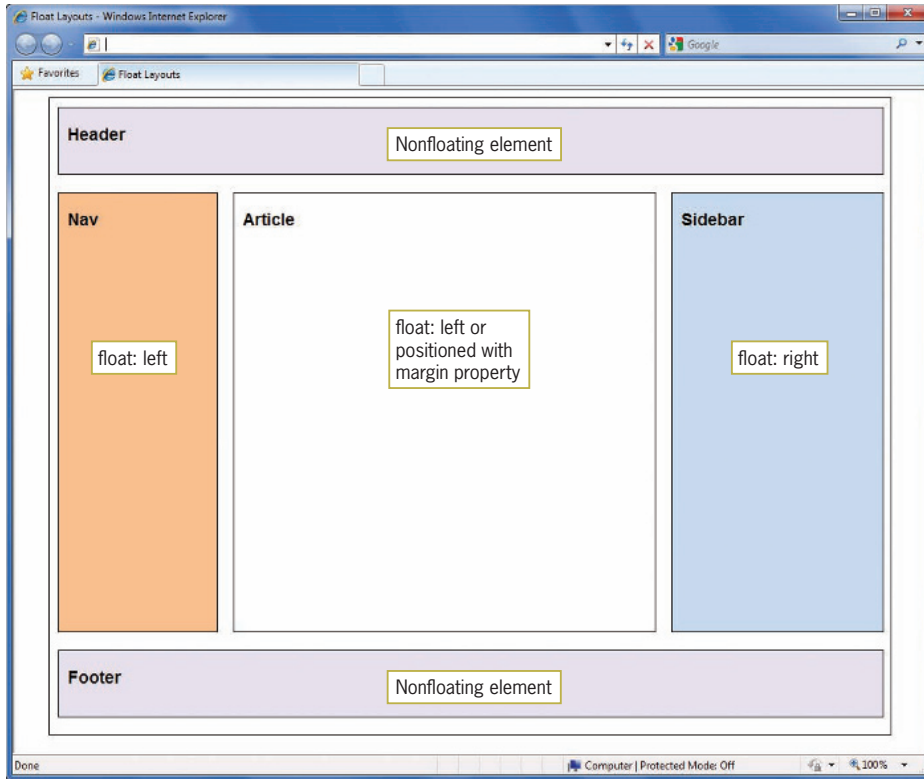 Float Layouts - Windows Internet Explorer
Google
Favorites
Float Layouts
Header
Nonfloating element
Nav
Article
Sidebar
float: left
float: left or
positioned with
margin property
float: right
Footer
Nonfloating element
Done
Computer | Protected Mode: Off
100%